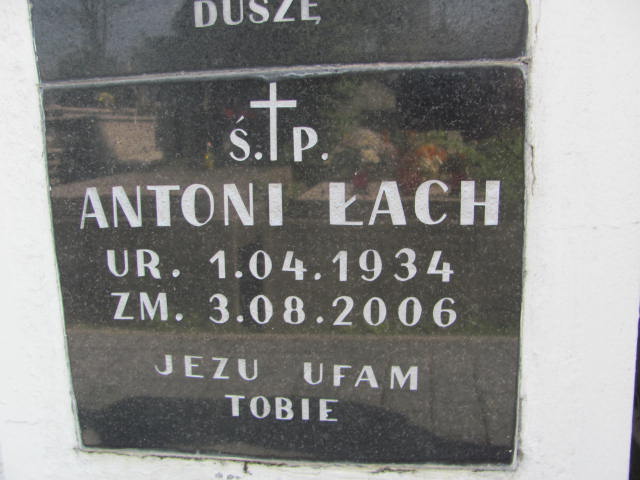 DUSZĘ
Ś.†P.
ANTONI ŁACH
UR. 1.04.1934
ZM. 3.08.2006
JEZU UFAM
TOBIE